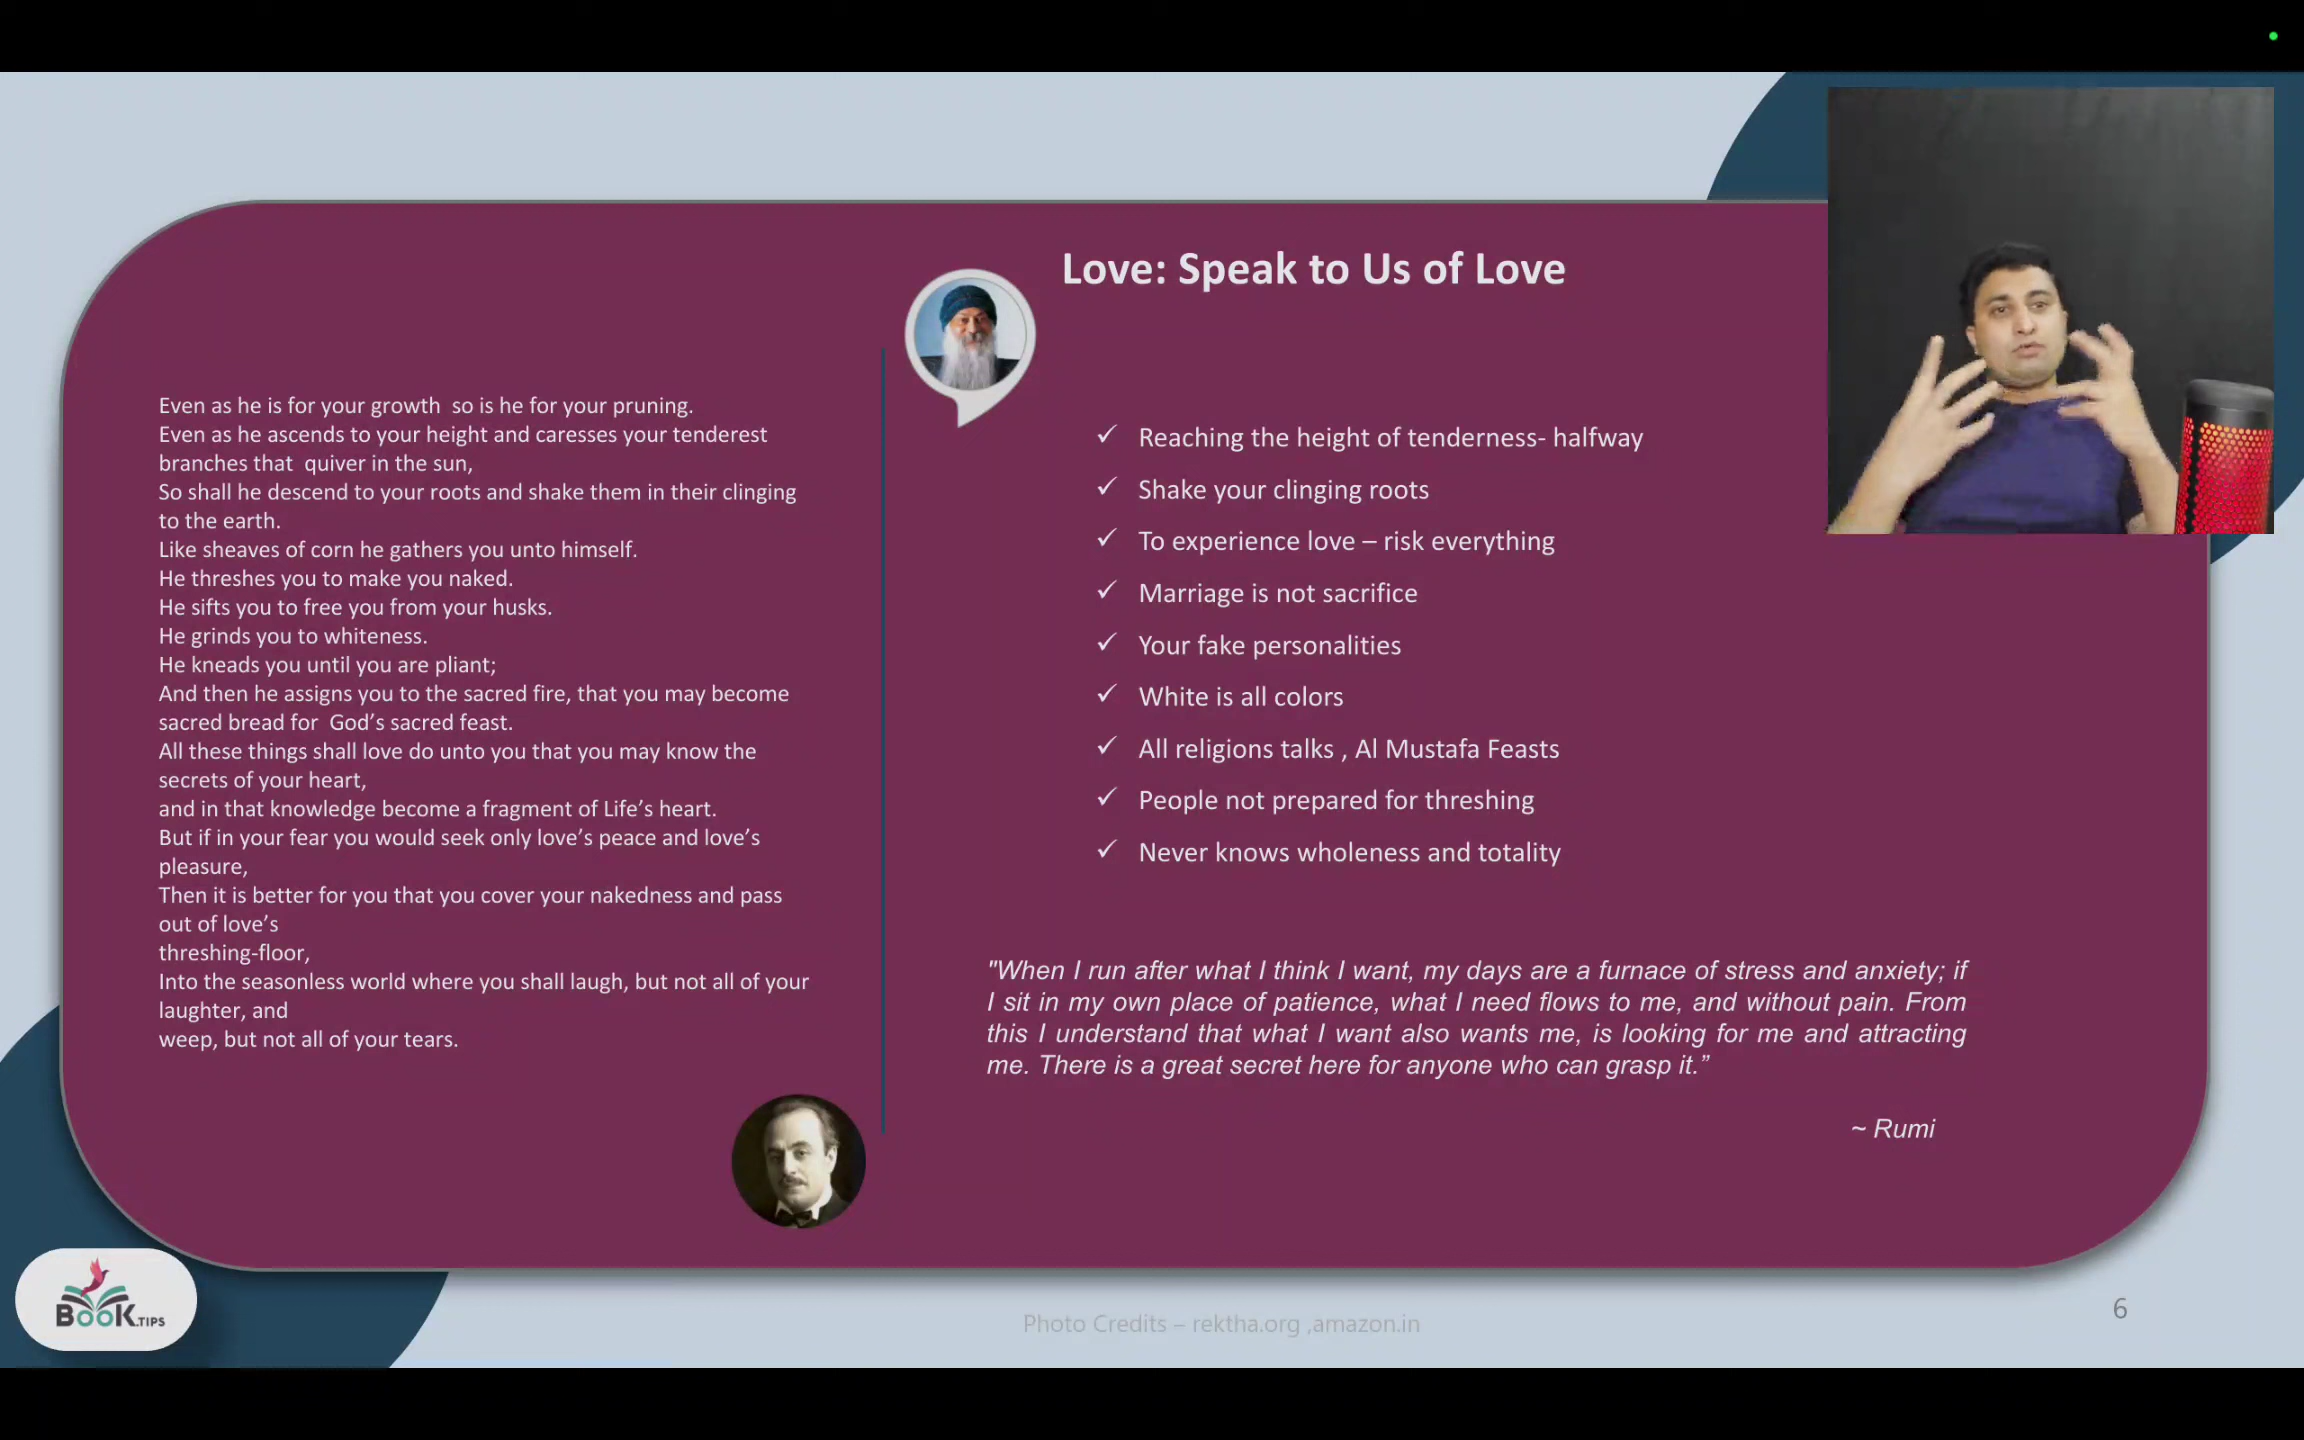 Love: Speak to Us of Love
Even as he is for your growth  so is he for your pruning.
Even as he ascends to your height and caresses your tenderest
branches that  quiver in the sun,
So shall he descend to your roots and shake them in their clinging
to the earth.
Like sheaves of corn he gathers you unto himself.
He threshes you to make you naked.
He sifts you to free you from your husks.
He grinds you to whiteness.
He kneads you until you are pliant;
And then he assigns you to the sacred fire, that you may become
sacred bread for  God’s sacred feast.
All these things shall love do unto you that you may know the
secrets of your heart,
and in that knowledge become a fragment of Life’s heart.
But if in your fear you would seek only love’s peace and love’s
pleasure,
Then it is better for you that you cover your nakedness and pass
out of love’s
threshing-floor,
Into the seasonless world where you shall laugh, but not all of your
laughter, and
weep, but not all of your tears.
✓ Reaching the height of tenderness- halfway
✓ Shake your clinging roots
✓ To experience love – risk everything
✓ Marriage is not sacrifice
✓ Your fake personalities
✓ White is all colors
✓ All religions talks , Al Mustafa Feasts
✓ People not prepared for threshing
✓ Never knows wholeness and totality
"When I run after what I think I want, my days are a furnace of stress and anxiety; if
I sit in my own place of patience, what I need flows to me, and without pain. From
this I understand that what I want also wants me, is looking for me and attracting
me. There is a great secret here for anyone who can grasp it.”
~ Rumi
BOOK.TIPS
Photo Credits – rektha.org ,amazon.in
6